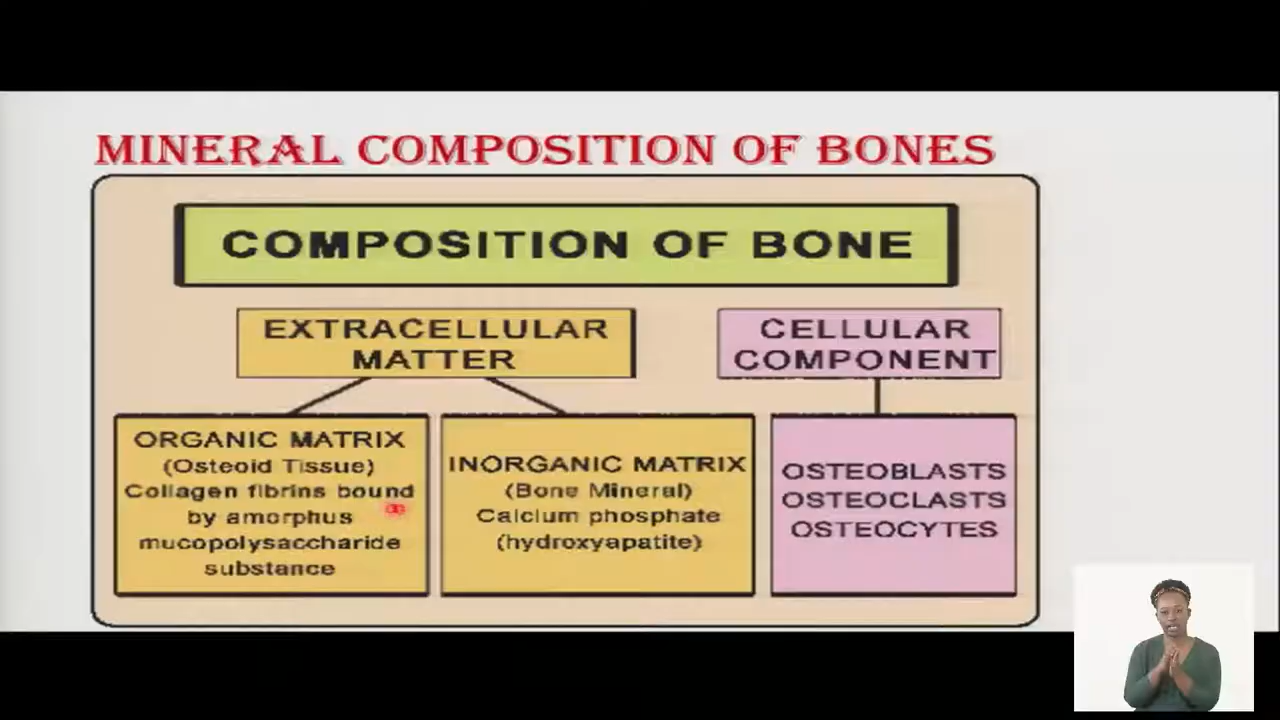 MINERAL COMPOSITION OF BONES
COMPOSITION OF BONE
EXTRACELLULAR
MATTER
CELLULAR
COMPONENT
ORGANIC MATRIX
(Osteoid Tissue)
Collagen fibrins bound
by amorphus
mucopolysaccharide
substance
INORGANIC MATRIX
(Bone Mineral)
Calcium phosphate
(hydroxyapatite)
OSTEOBLASTS
OSTEOCLASTS
OSTEOCYTES